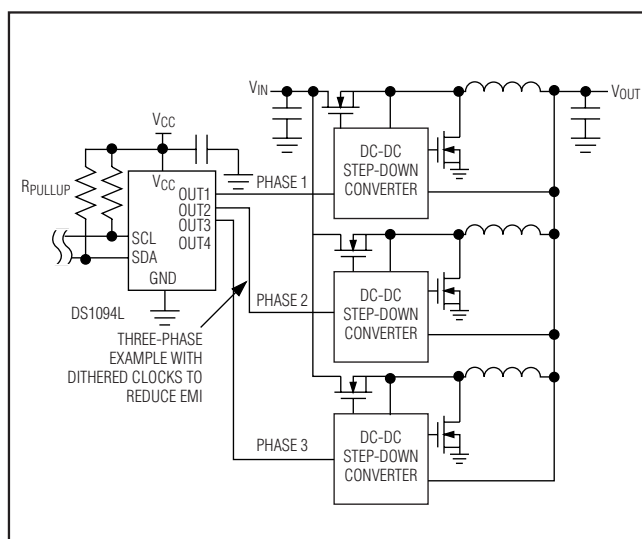 VIN
VOUT
VCC
RPULLUP
VCC
OUT1
OUT2
OUT3
OUT4
SCL
SDA
GND
DS1094L
PHASE 1
DC-DC
STEP-DOWN
CONVERTER
PHASE 2
DC-DC
STEP-DOWN
CONVERTER
THREE-PHASE
EXAMPLE WITH
DITHERED CLOCKS TO
REDUCE EMI
PHASE 3
DC-DC
STEP-DOWN
CONVERTER